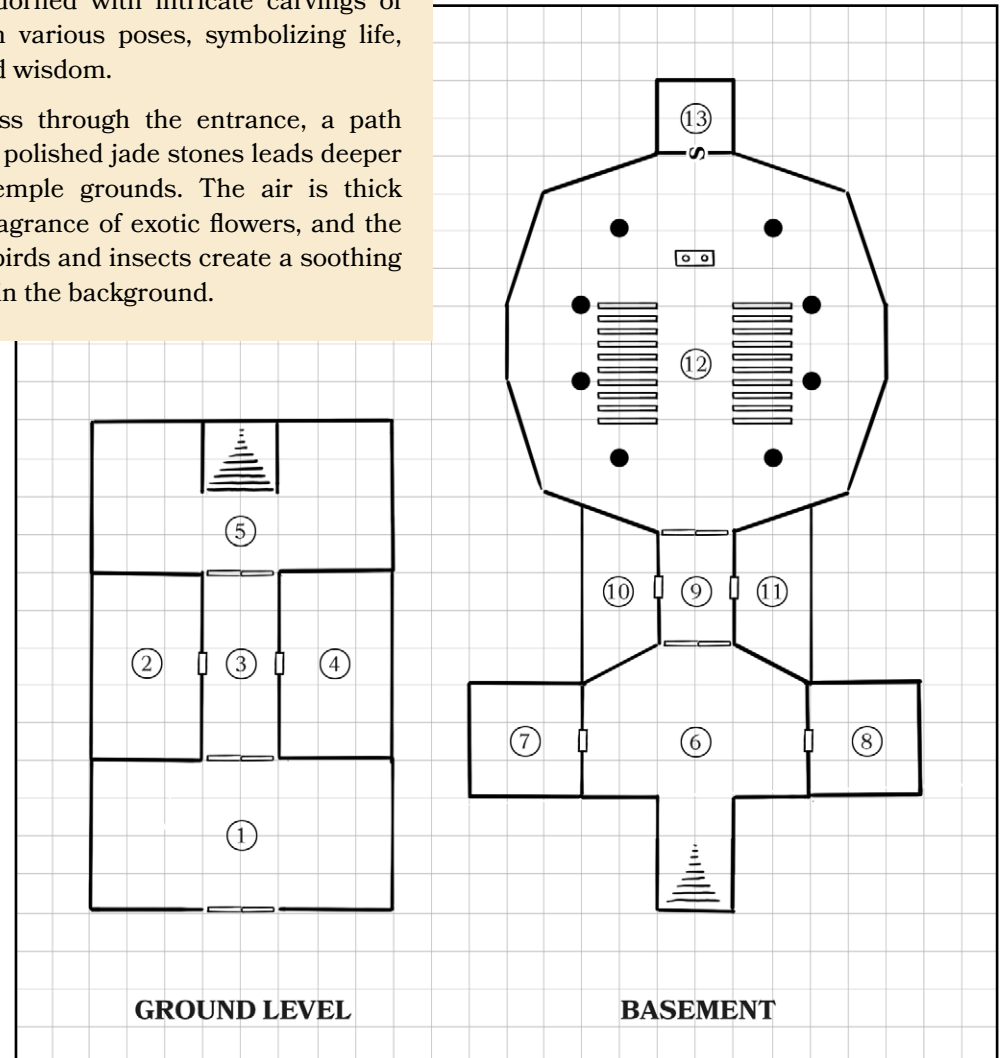 dorned with intricate carvings of
n various poses, symbolizing life,
d wisdom.
ss through the entrance, a path
polished jade stones leads deeper
emple grounds. The air is thick
agrance of exotic flowers, and the
birds and insects create a soothing
in the background.
5
2
3
4
1
GROUND LEVEL
13
S
12
10
9
11
7
6
8
BASEMENT